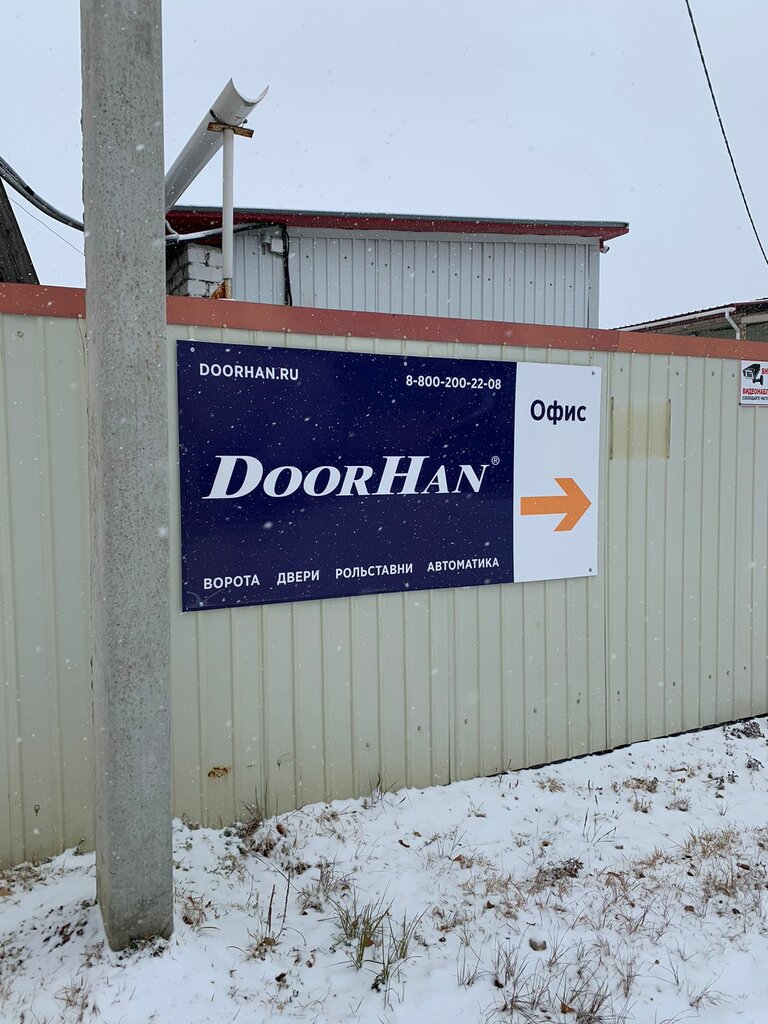 DOORHAN.RU
8-800-200-22-08
DOORHAN®
ВОРОТА ДВЕРИ РОЛЬСТАВНИ АВТОМАТИКА
Офис